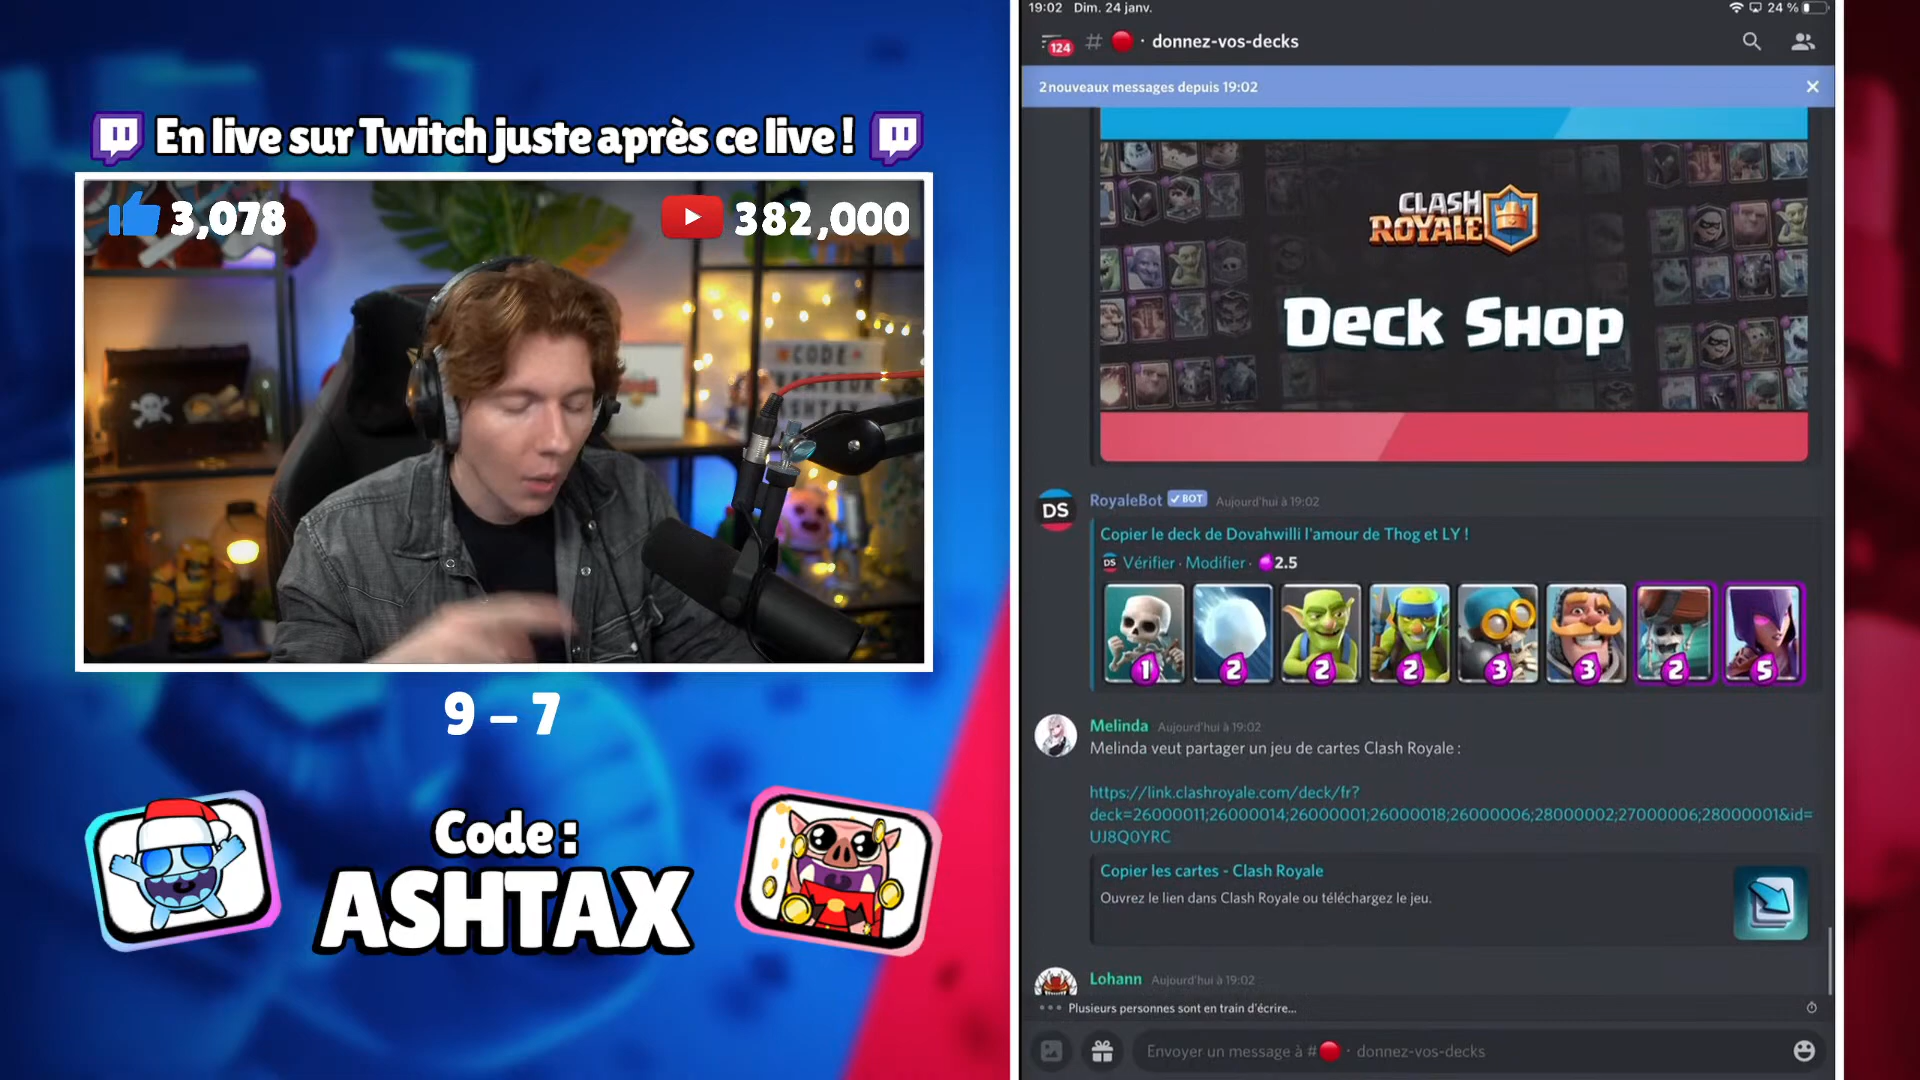 En live sur Twitch juste après ce live !
3,078
382,000
CODE
ASHTAX
9 – 7
Code :
ASHTAX
19:02 Dim. 24 janv.
24 %
124
# · donnez-vos-decks
2 nouveaux messages depuis 19:02
CLASH
ROYALE
Deck Shop
DS
RoyaleBot BOT Aujourd'hui à 19:02
Copier le deck de Dovahwilli l'amour de Thog et LY !
DS Vérifier · Modifier · 2.5
1 2 2 2 3 3 2 5
Melinda Aujourd'hui à 19:02
Melinda veut partager un jeu de cartes Clash Royale :
https://link.clashroyale.com/deck/fr?
deck=26000011;26000014;26000001;26000018;26000006;28000002;27000006;28000001&id=
UJ8Q0YRC
Copier les cartes - Clash Royale
Ouvrez le lien dans Clash Royale ou téléchargez le jeu.
Lohann Aujourd'hui à 19:02
Plusieurs personnes sont en train d'écrire...
Envoyer un message à # · donnez-vos-decks